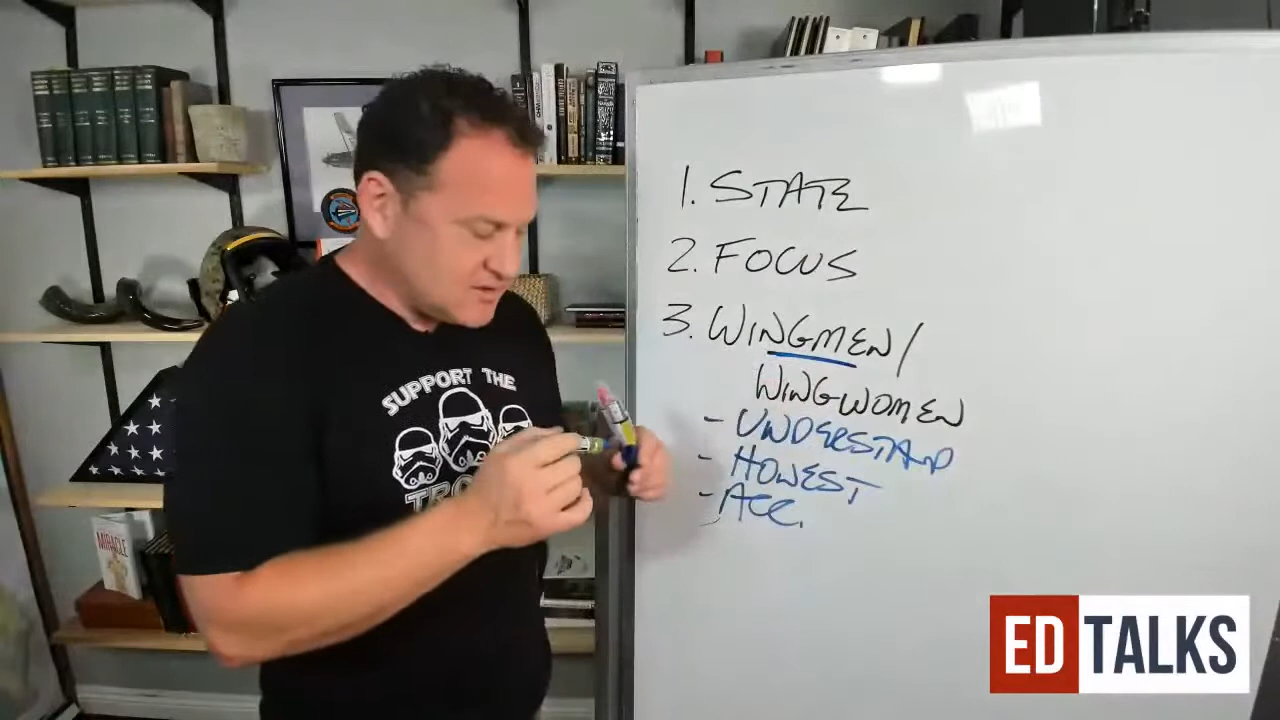 1. STATE
2. FOCUS
3. WINGMEN/
WINGWOMEN
- UNDERSTAND
- HONEST
- ACC.
SUPPORT THE
MIRACLE
ED TALKS